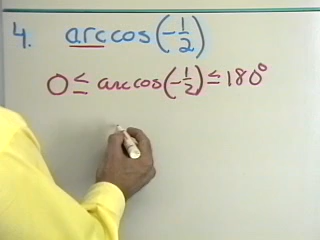 4. arccos(-1/2)
0 ≤ arccos(-1/2) ≤ 180°